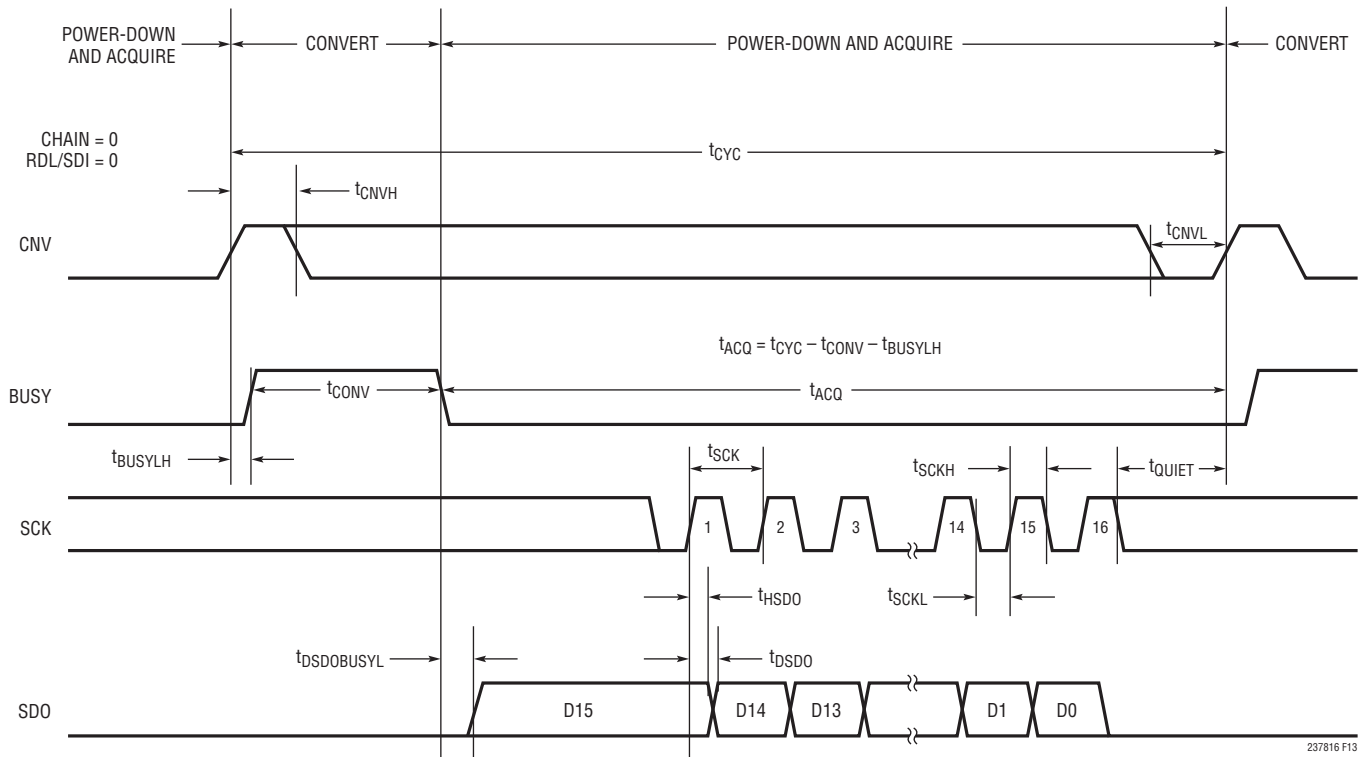 POWER-DOWN
AND ACQUIRE
CONVERT
POWER-DOWN AND ACQUIRE
CONVERT
CHAIN = 0
RDL/SDI = 0
tCYC
tCNVH
CNV
tCNVL
tACQ = tCYC – tCONV – tBUSYLH
BUSY
tCONV
tACQ
tBUSYLH
tSCK
tSCKH
tQUIET
SCK
1
2
3
14
15
16
tHSDO
tSCKL
tDSDOBUSYL
tDSDO
SDO
D15
D14
D13
D1
D0
237816 F13